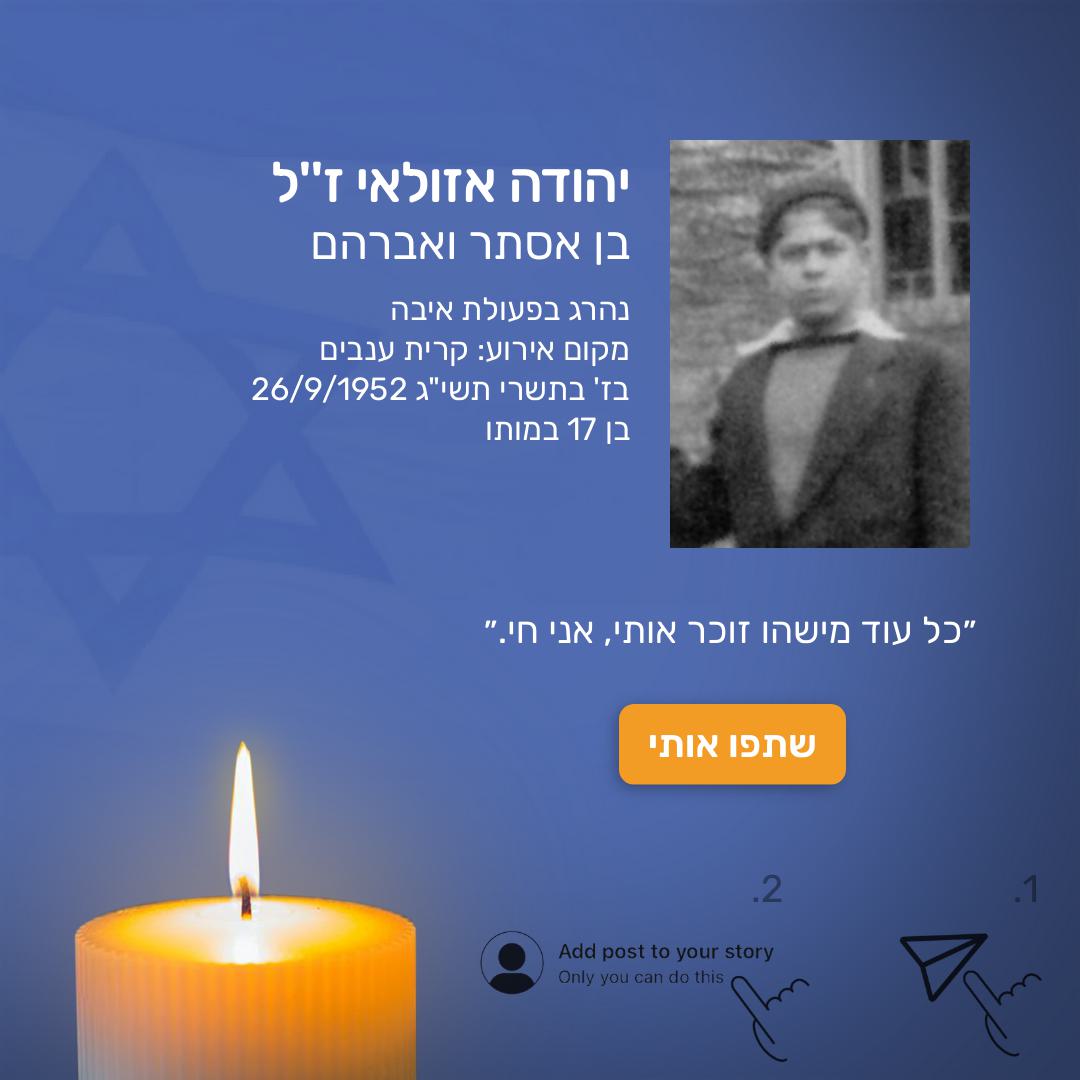 יהודה אזולאי ז"ל
בן אסתר ואברהם
נהרג בפעולת איבה
מקום אירוע: קרית ענבים
בז' בתשרי תשי"ג 26/9/1952
בן 17 במותו
״כל עוד מישהו זוכר אותי, אני חי.״
שתפו אותי
1.
2.
Add post to your story
Only you can do this